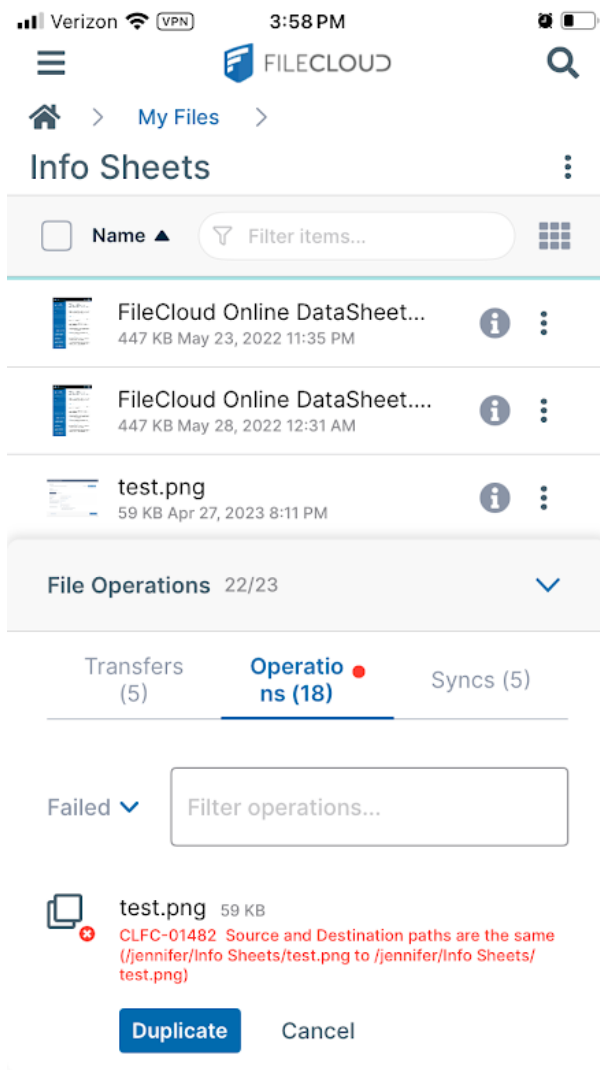 Verizon VPN 3:58 PM
FILECLOUD
My Files
Info Sheets
Name Filter items...
FileCloud Online DataSheet...
447 KB May 23, 2022 11:35 PM
FileCloud Online DataSheet....
447 KB May 28, 2022 12:31 AM
test.png
59 KB Apr 27, 2023 8:11 PM
File Operations 22/23
Transfers
(5)
Operatio
ns (18)
Syncs (5)
Failed Filter operations...
test.png 59 KB
CLFC-01482 Source and Destination paths are the same
(/jennifer/Info Sheets/test.png to /jennifer/Info Sheets/
test.png)
Duplicate Cancel